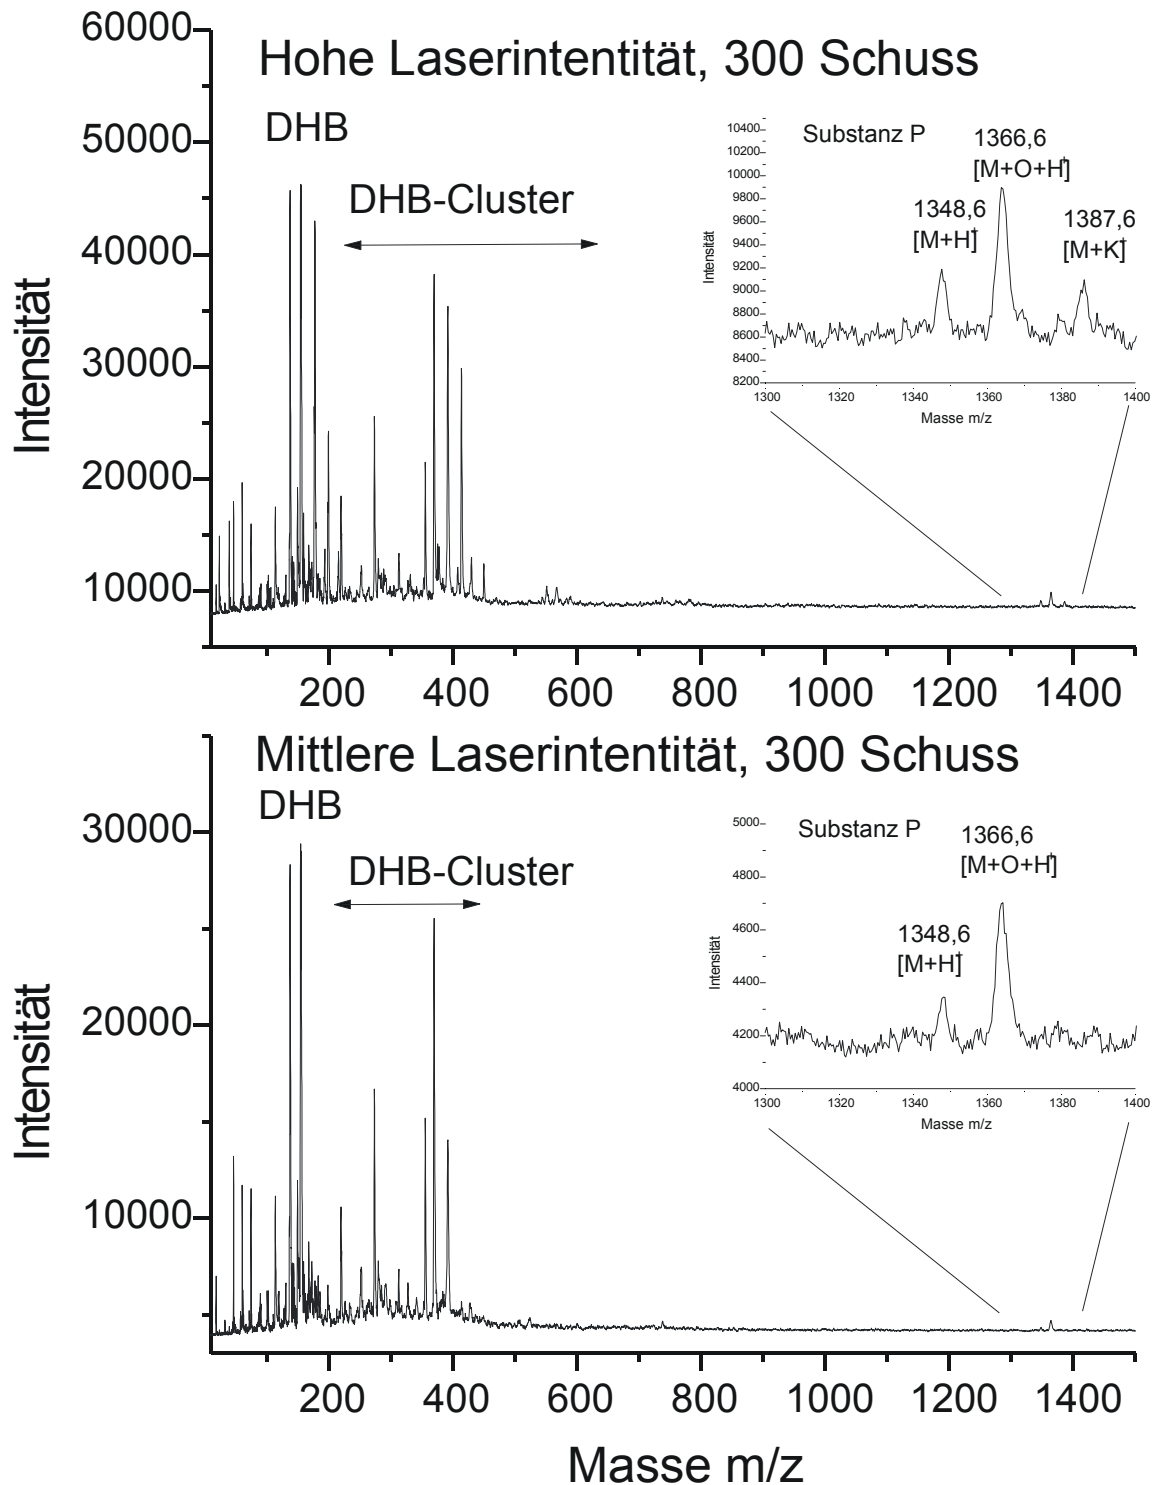 Hohe Laserintentität, 300 Schuss
DHB
DHB-Cluster
Intensität
60000
50000
40000
30000
20000
10000
200 400 600 800 1000 1200 1400
Substanz P
1366,6
[M+O+H]+
1348,6
[M+H]+
1387,6
[M+K]+
Intensität
10400
10200
10000
9800
9600
9400
9200
9000
8800
8600
8400
8200
1300 1320 1340 1360 1380 1400
Masse m/z
Mittlere Laserintentität, 300 Schuss
DHB
DHB-Cluster
Intensität
30000
20000
10000
200 400 600 800 1000 1200 1400
Masse m/z
Substanz P
1366,6
[M+O+H]+
1348,6
[M+H]+
Intensität
5000
4800
4600
4400
4200
4000
1300 1320 1340 1360 1380 1400
Masse m/z